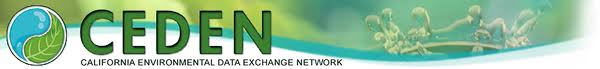 CEDEN
CALIFORNIA ENVIRONMENTAL DATA EXCHANGE NETWORK